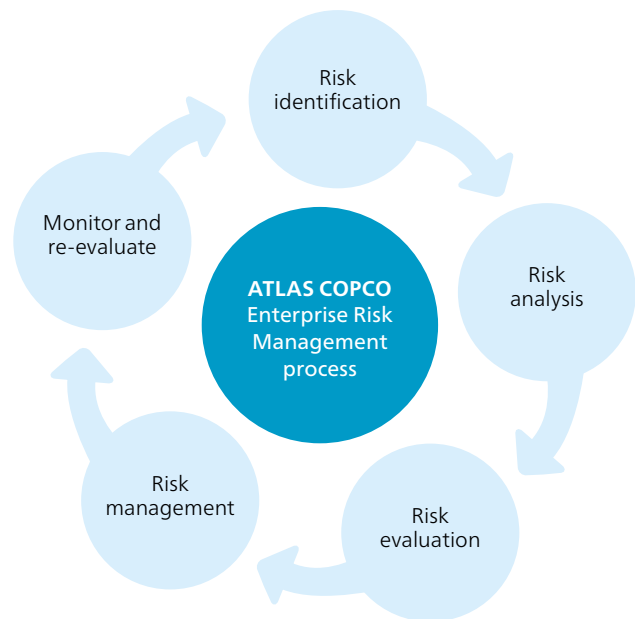 Risk
identification
Risk
analysis
Risk
evaluation
Risk
management
Monitor and
re-evaluate
ATLAS COPCO
Enterprise Risk
Management
process